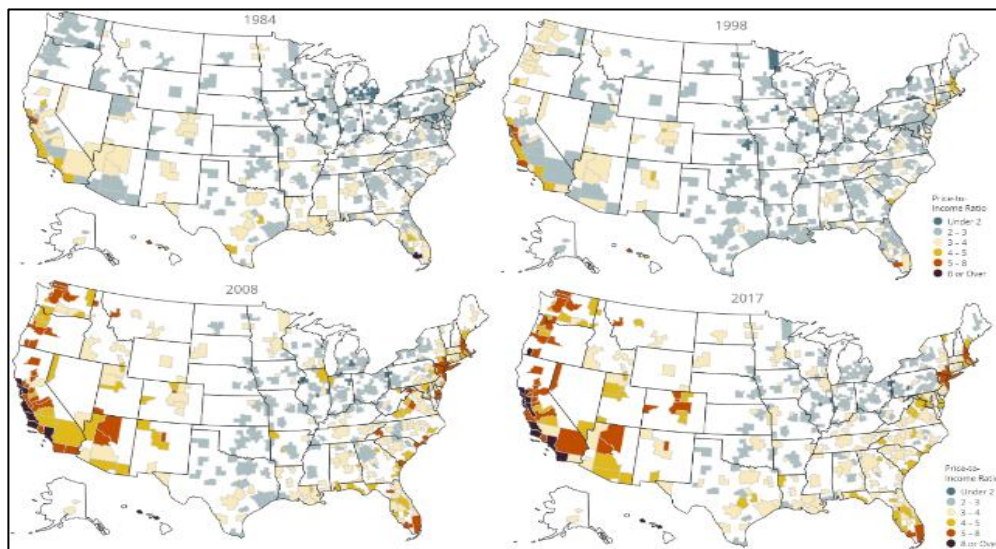 1984
1998
Price-to-
Income Ratio
Under 2
2 - 3
3 - 4
4 - 5
5 - 8
8 or Over
2008
2017
Price-to-
Income Ratio
Under 2
2 - 3
3 - 4
4 - 5
5 - 8
8 or Over